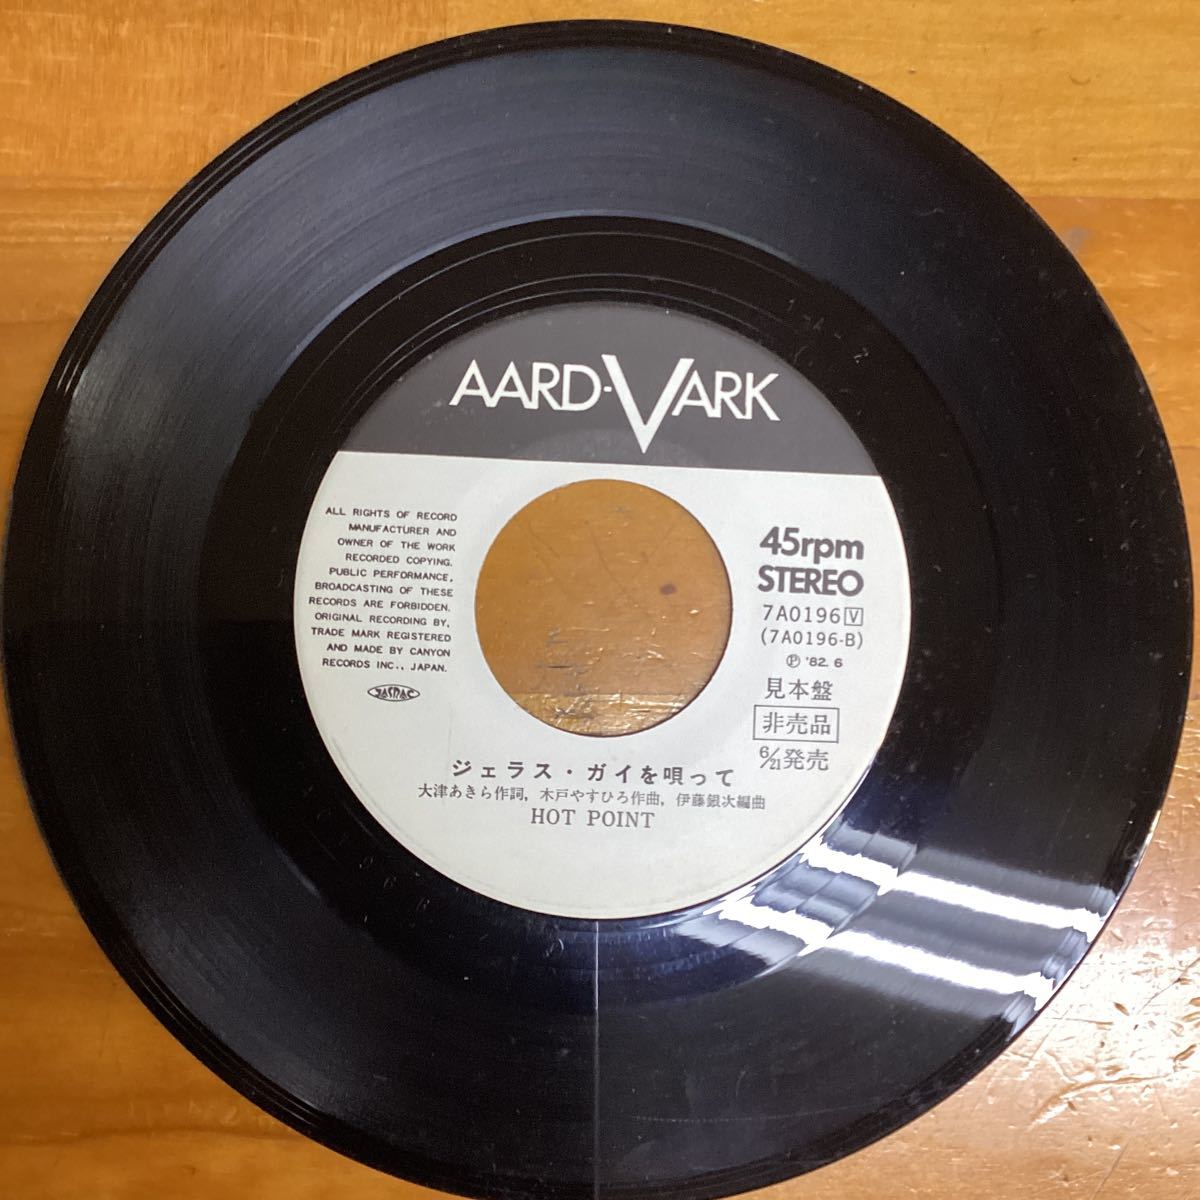 AARD-VARK
ALL RIGHTS OF RECORD
MANUFACTURER AND
OWNER OF THE WORK
RECORDED COPYING.
PUBLIC PERFORMANCE,
BROADCASTING OF THESE
RECORDS ARE FORBIDDEN.
ORIGINAL RECORDING BY,
TRADE MARK REGISTERED
AND MADE BY CANYON
RECORDS INC., JAPAN.
JASRAC
45rpm
STEREO
7A0196 V
(7A0196-B)
Ⓟ '82. 6
見本盤
非売品
6/21発売
ジェラス・ガイを唄って
大津あきら作詞, 木戸やすひろ作曲, 伊藤銀次編曲
HOT POINT